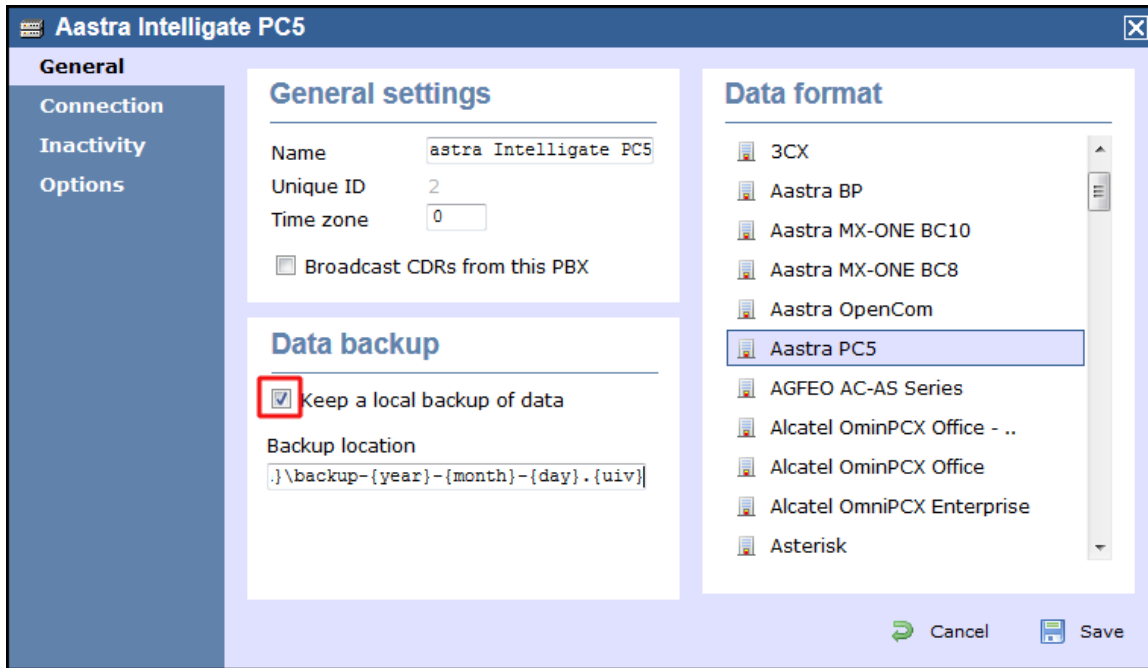 Aastra Intelligate PC5
General
Connection
Inactivity
Options
General settings
Name astra Intelligate PC5
Unique ID 2
Time zone 0
Broadcast CDRs from this PBX
Data backup
Keep a local backup of data
Backup location
.}\backup-{year}-{month}-{day}.{uiv}
Data format
3CX
Aastra BP
Aastra MX-ONE BC10
Aastra MX-ONE BC8
Aastra OpenCom
Aastra PC5
AGFEO AC-AS Series
Alcatel OminPCX Office - ..
Alcatel OminPCX Office
Alcatel OmniPCX Enterprise
Asterisk
Cancel Save